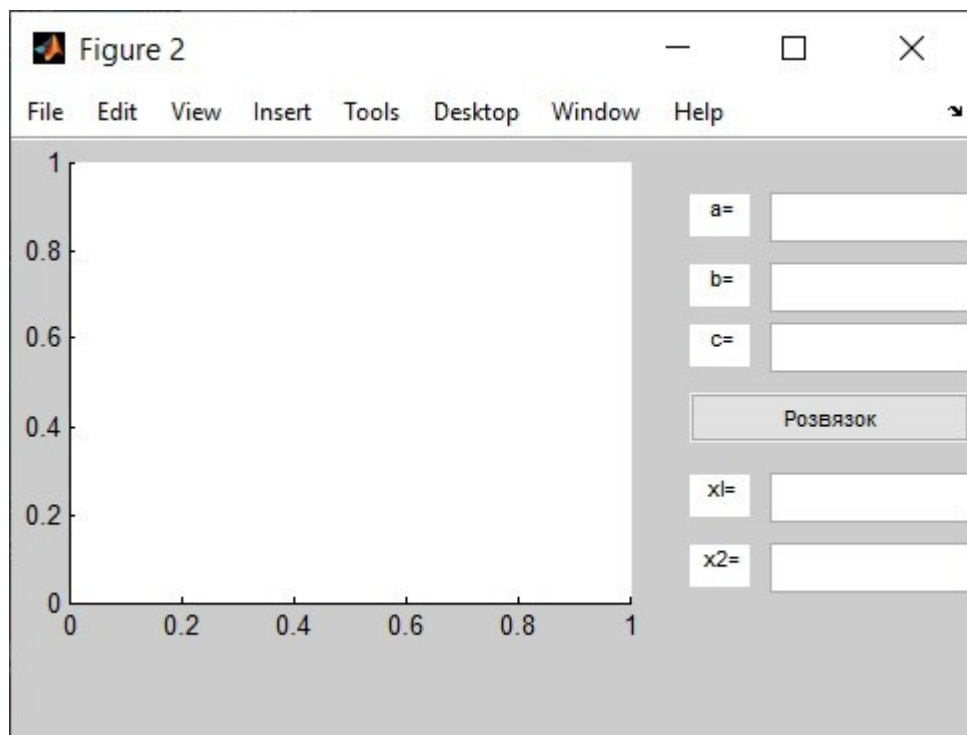 Figure 2
File Edit View Insert Tools Desktop Window Help
1
0.8
0.6
0.4
0.2
0
0 0.2 0.4 0.6 0.8 1
a=
b=
c=
Розвязок
xl=
x2=